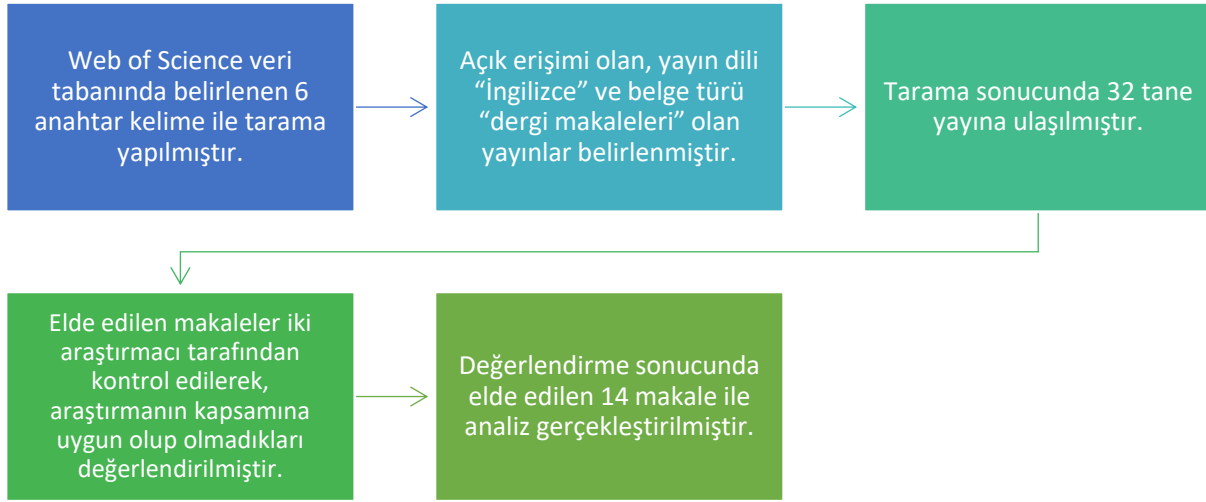 Web of Science veri
tabanında belirlenen 6
anahtar kelime ile tarama
yapılmıştır.
Açık erişimi olan, yayın dili
“İngilizce” ve belge türü
“dergi makaleleri” olan
yayınlar belirlenmiştir.
Tarama sonucunda 32 tane
yayına ulaşılmıştır.
Elde edilen makaleler iki
araştırmacı tarafından
kontrol edilerek,
araştırmanın kapsamına
uygun olup olmadıkları
değerlendirilmiştir.
Değerlendirme sonucunda
elde edilen 14 makale ile
analiz gerçekleştirilmiştir.